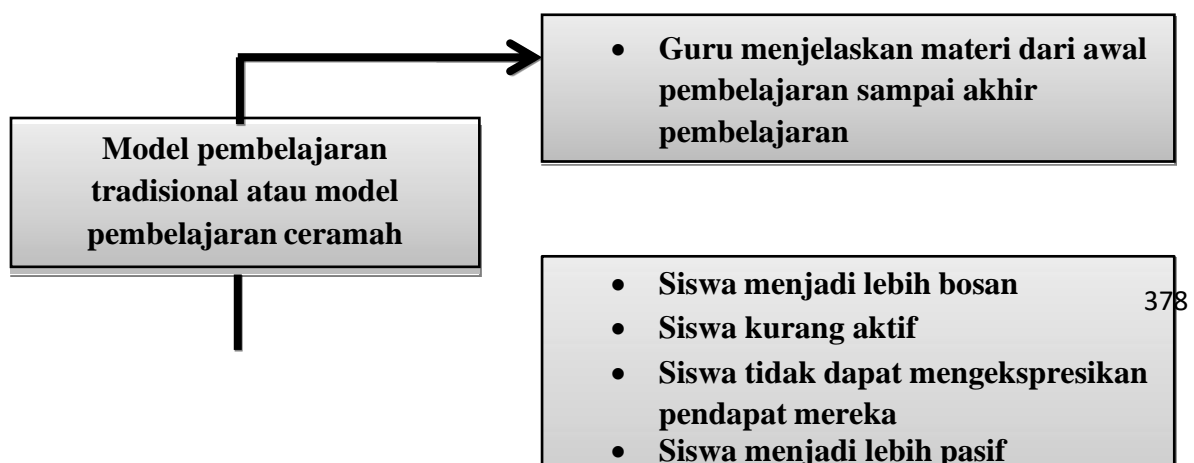 • Guru menjelaskan materi dari awal
pembelajaran sampai akhir
pembelajaran
Model pembelajaran
tradisional atau model
pembelajaran ceramah
• Siswa menjadi lebih bosan
• Siswa kurang aktif
• Siswa tidak dapat mengekspresikan
pendapat mereka
• Siswa menjadi lebih pasif
378